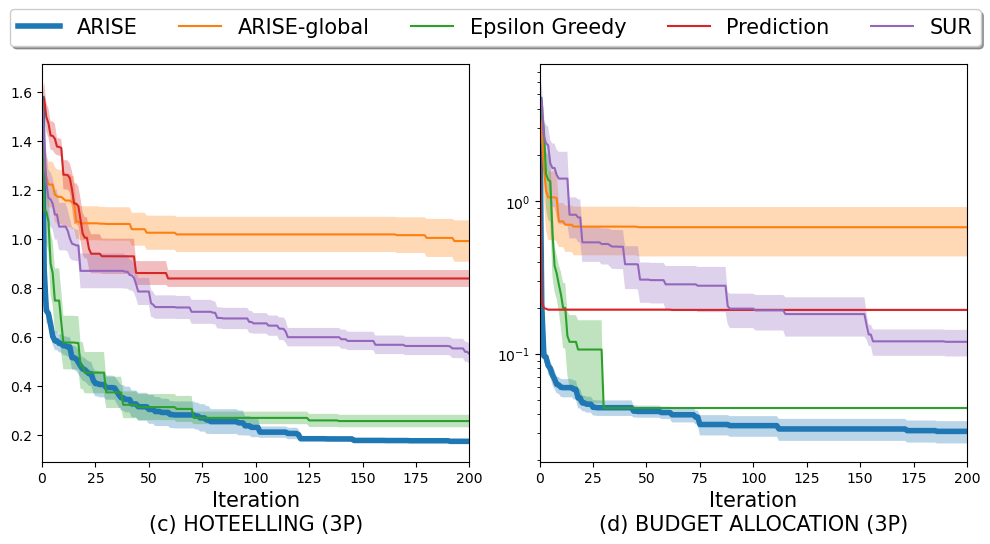 ARISE ARISE-global Epsilon Greedy Prediction SUR
1.6
1.4
1.2
1.0
0.8
0.6
0.4
0.2
0 25 50 75 100 125 150 175 200
Iteration
(c) HOTEELLING (3P)
10⁰
10⁻¹
0 25 50 75 100 125 150 175 200
Iteration
(d) BUDGET ALLOCATION (3P)